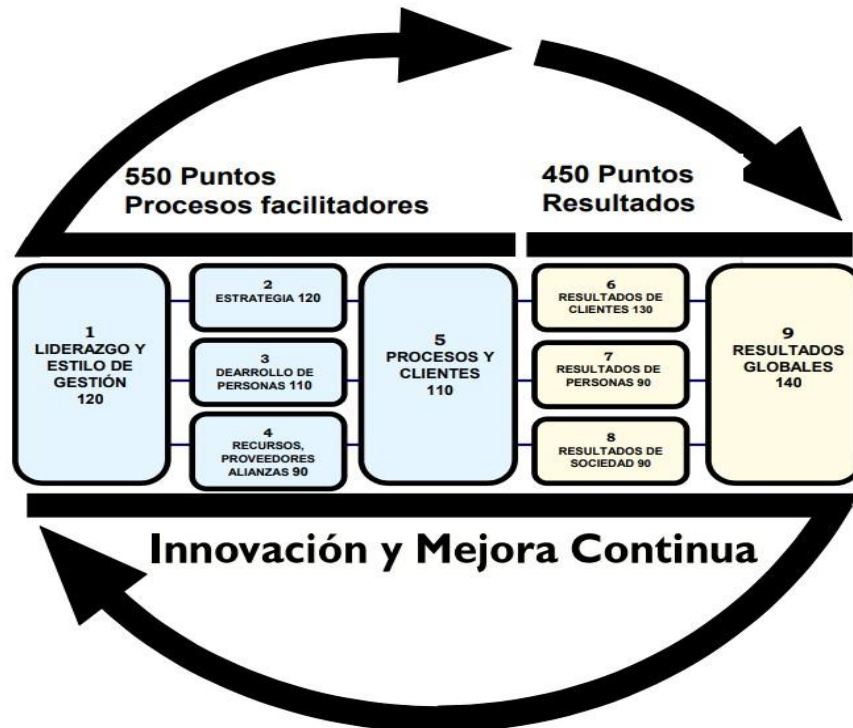 550 Puntos
Procesos facilitadores
450 Puntos
Resultados
1
LIDERAZGO Y
ESTILO DE
GESTIÓN
120
2
ESTRATEGIA 120
3
DEARROLLO DE
PERSONAS 110
4
RECURSOS,
PROVEEDORES
ALIANZAS 90
5
PROCESOS Y
CLIENTES
110
6
RESULTADOS DE
CLIENTES 130
7
RESULTADOS DE
PERSONAS 90
8
RESULTADOS DE
SOCIEDAD 90
9
RESULTADOS
GLOBALES
140
Innovación y Mejora Continua